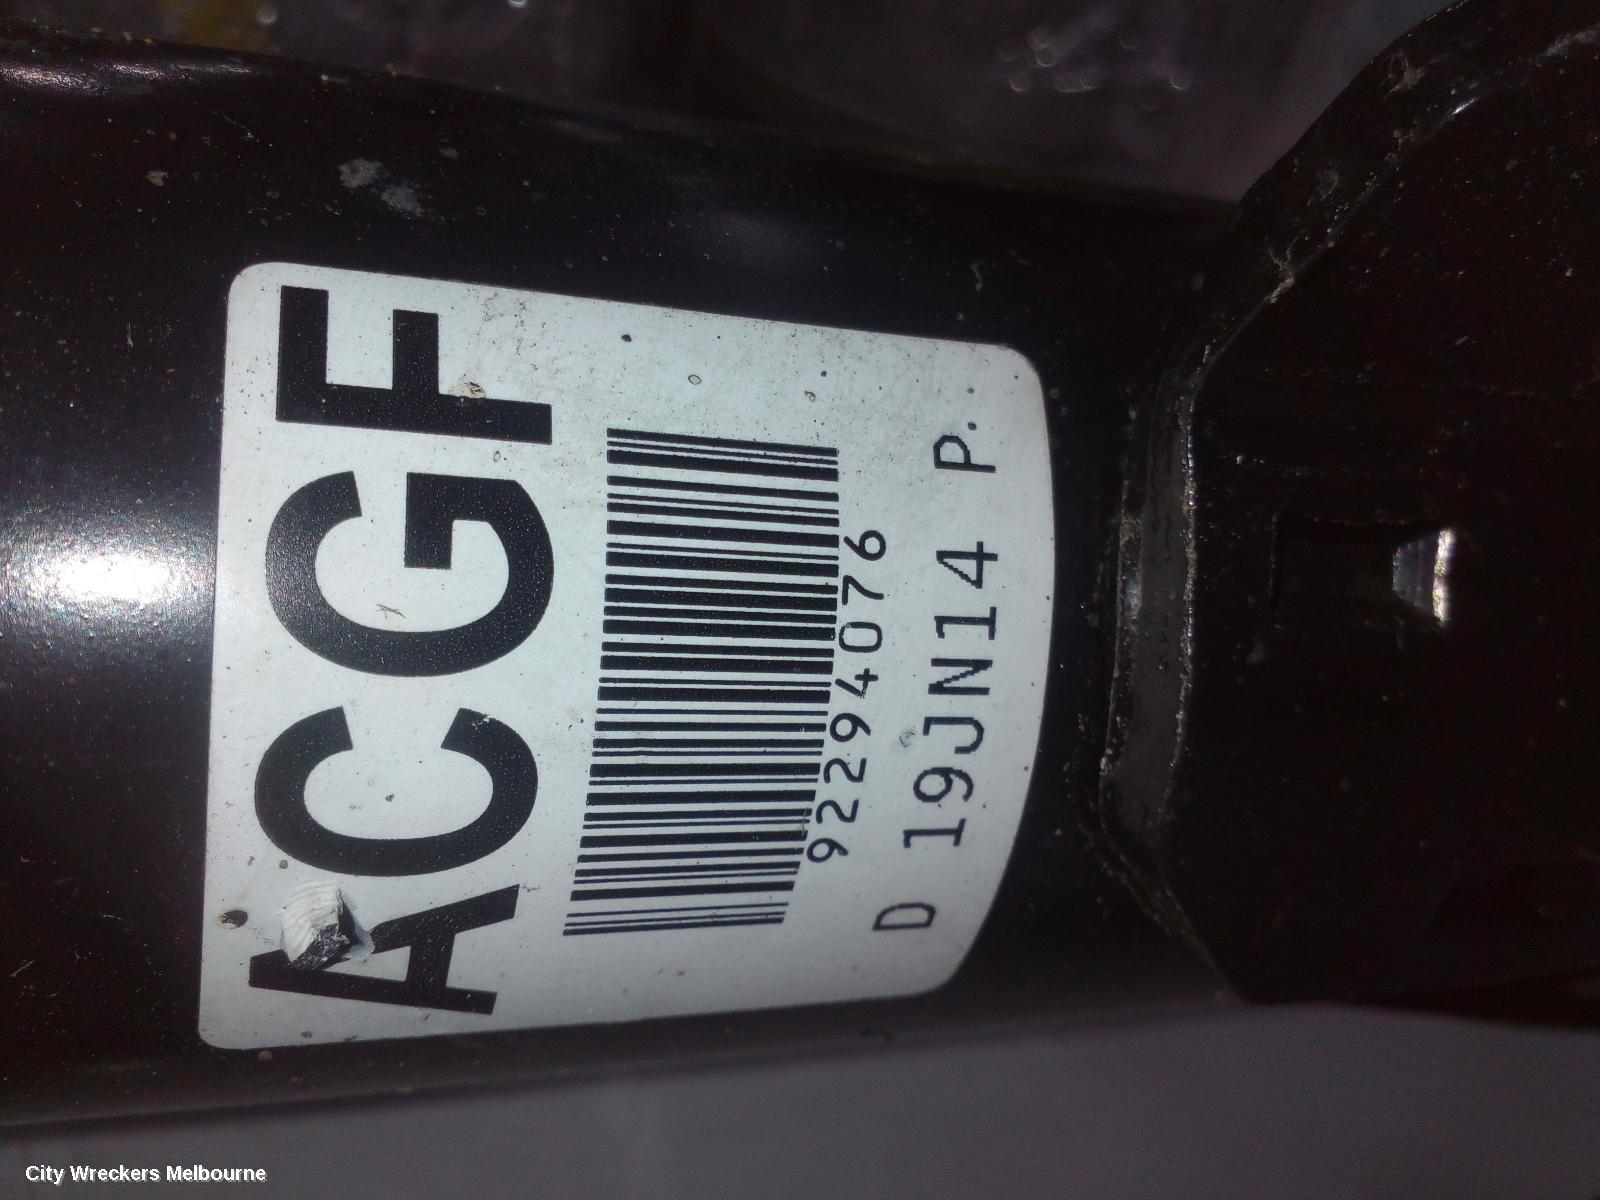 ACGF
92294076
D 19JN14 P.
City Wreckers Melbourne